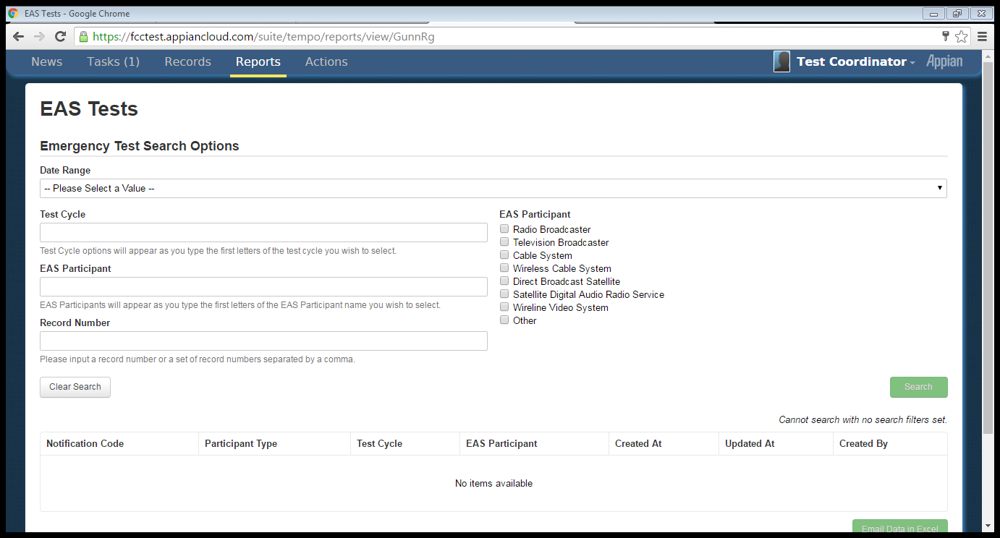 EAS Tests - Google Chrome
https://fcctest.appiancloud.com/suite/tempo/reports/view/GunnRg
News Tasks (1) Records Reports Actions Test Coordinator Appian
EAS Tests
Emergency Test Search Options
Date Range
-- Please Select a Value --
Test Cycle
Test Cycle options will appear as you type the first letters of the test cycle you wish to select.
EAS Participant
EAS Participants will appear as you type the first letters of the EAS Participant name you wish to select.
Record Number
Please input a record number or a set of record numbers separated by a comma.
EAS Participant
Radio Broadcaster
Television Broadcaster
Cable System
Wireless Cable System
Direct Broadcast Satellite
Satellite Digital Audio Radio Service
Wireline Video System
Other
Clear Search Search
Cannot search with no search filters set.
Notification Code Participant Type Test Cycle EAS Participant Created At Updated At Created By
No items available
Email Data in Excel